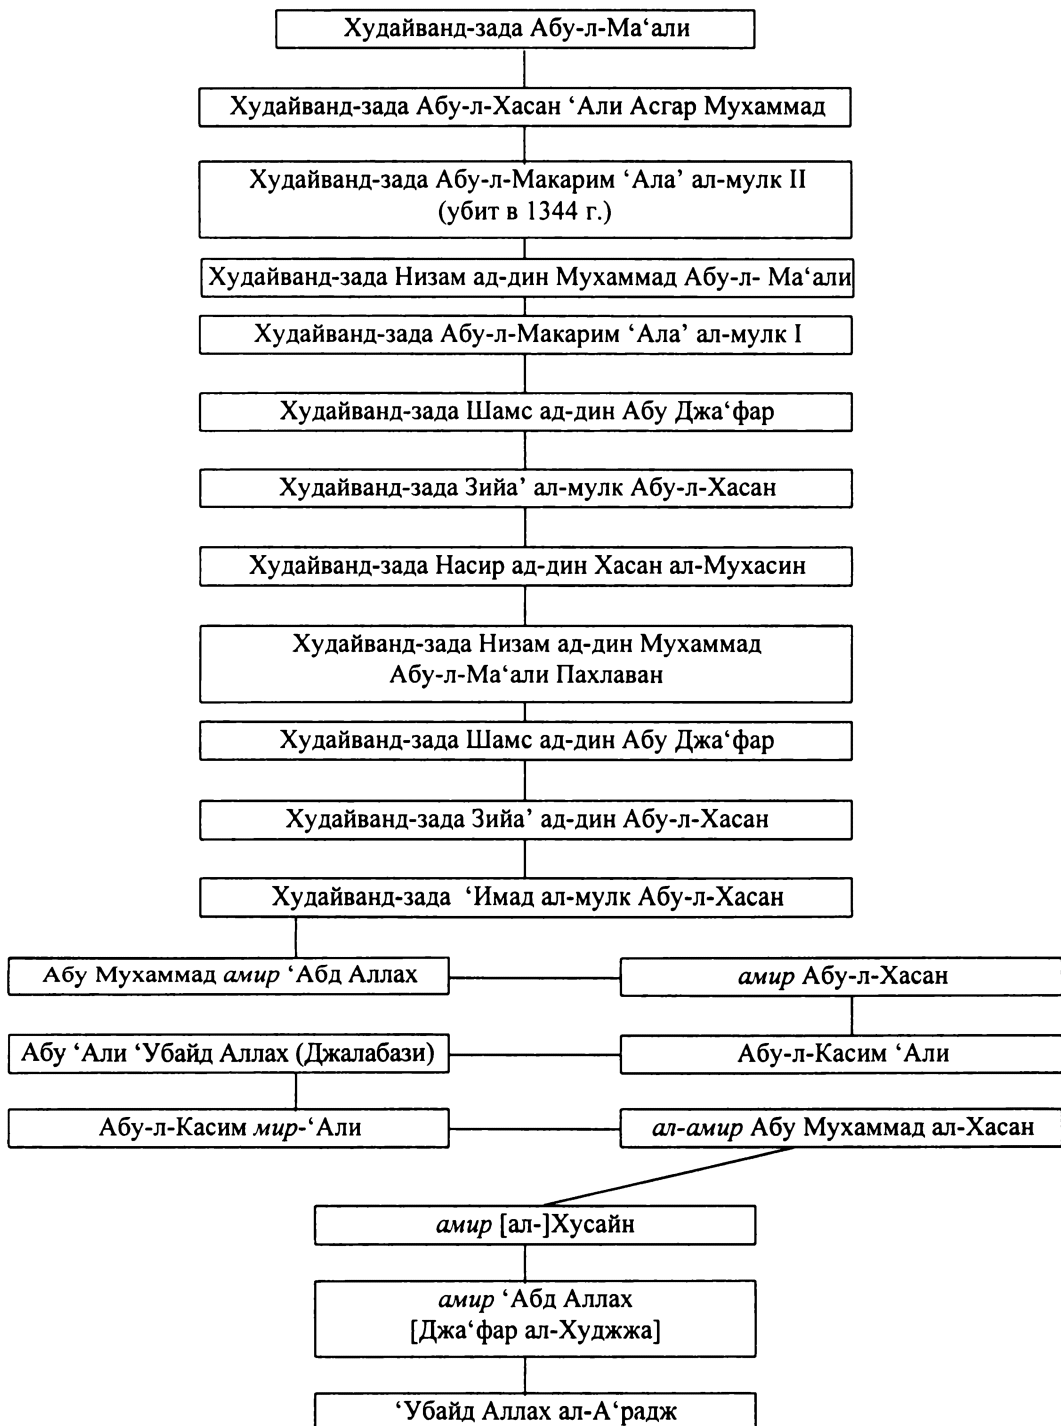 Худайванд-зада Абу-л-Ма‘али
Худайванд-зада Абу-л-Хасан ‘Али Асгар Мухаммад
Худайванд-зада Абу-л-Макарим ‘Ала’ ал-мулк II
(убит в 1344 г.)
Худайванд-зада Низам ад-дин Мухаммад Абу-л- Ма‘али
Худайванд-зада Абу-л-Макарим ‘Ала’ ал-мулк I
Худайванд-зада Шамс ад-дин Абу Джа‘фар
Худайванд-зада Зийа’ ал-мулк Абу-л-Хасан
Худайванд-зада Насир ад-дин Хасан ал-Мухасин
Худайванд-зада Низам ад-дин Мухаммад
Абу-л-Ма‘али Пахлаван
Худайванд-зада Шамс ад-дин Абу Джа‘фар
Худайванд-зада Зийа’ ад-дин Абу-л-Хасан
Худайванд-зада ‘Имад ал-мулк Абу-л-Хасан
Абу Мухаммад амир ‘Абд Аллах
амир Абу-л-Хасан
Абу ‘Али ‘Убайд Аллах (Джалабази)
Абу-л-Касим ‘Али
Абу-л-Касим мир-‘Али
ал-амир Абу Мухаммад ал-Хасан
амир [ал-]Хусайн
амир ‘Абд Аллах
[Джа‘фар ал-Худжжа]
‘Убайд Аллах ал-А‘радж